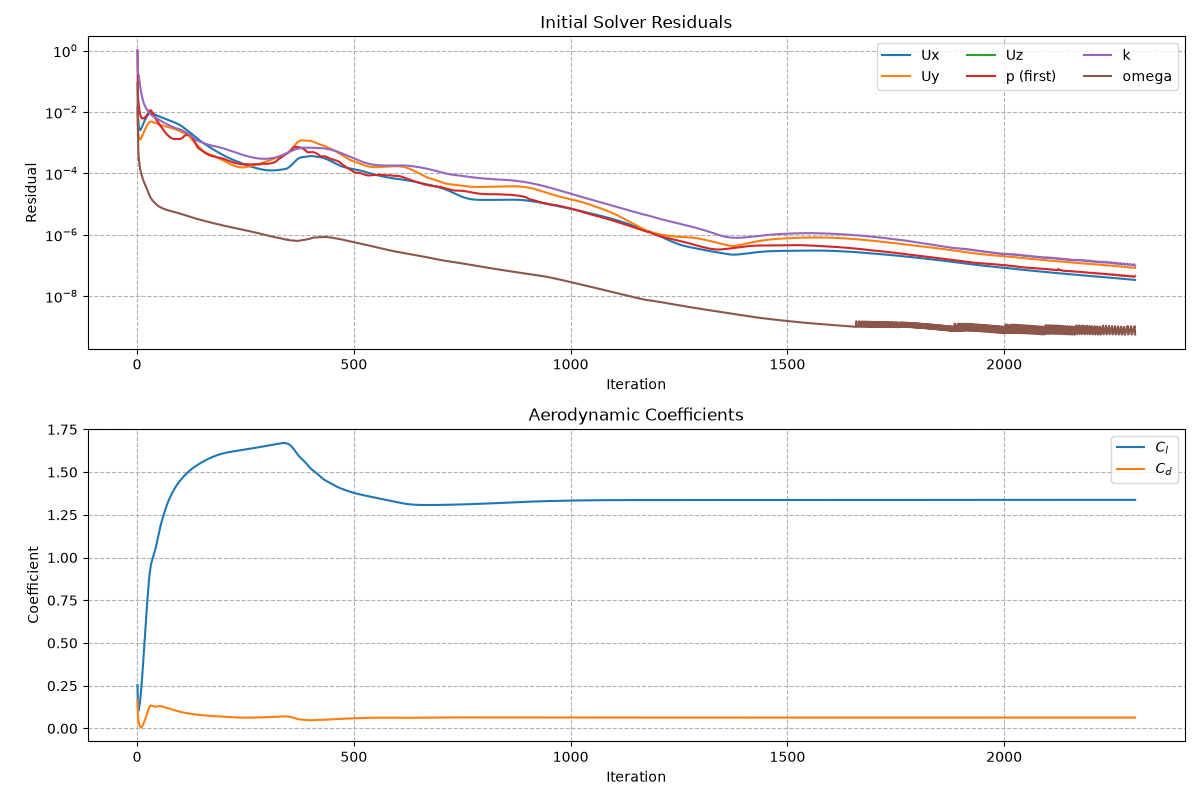 Initial Solver Residuals
Ux Uz k
Uy p (first) omega
10⁰
10⁻²
10⁻⁴
10⁻⁶
10⁻⁸
Residual
0 500 1000 1500 2000
Iteration
Aerodynamic Coefficients
C_l
C_d
1.75
1.50
1.25
1.00
0.75
0.50
0.25
0.00
Coefficient
0 500 1000 1500 2000
Iteration